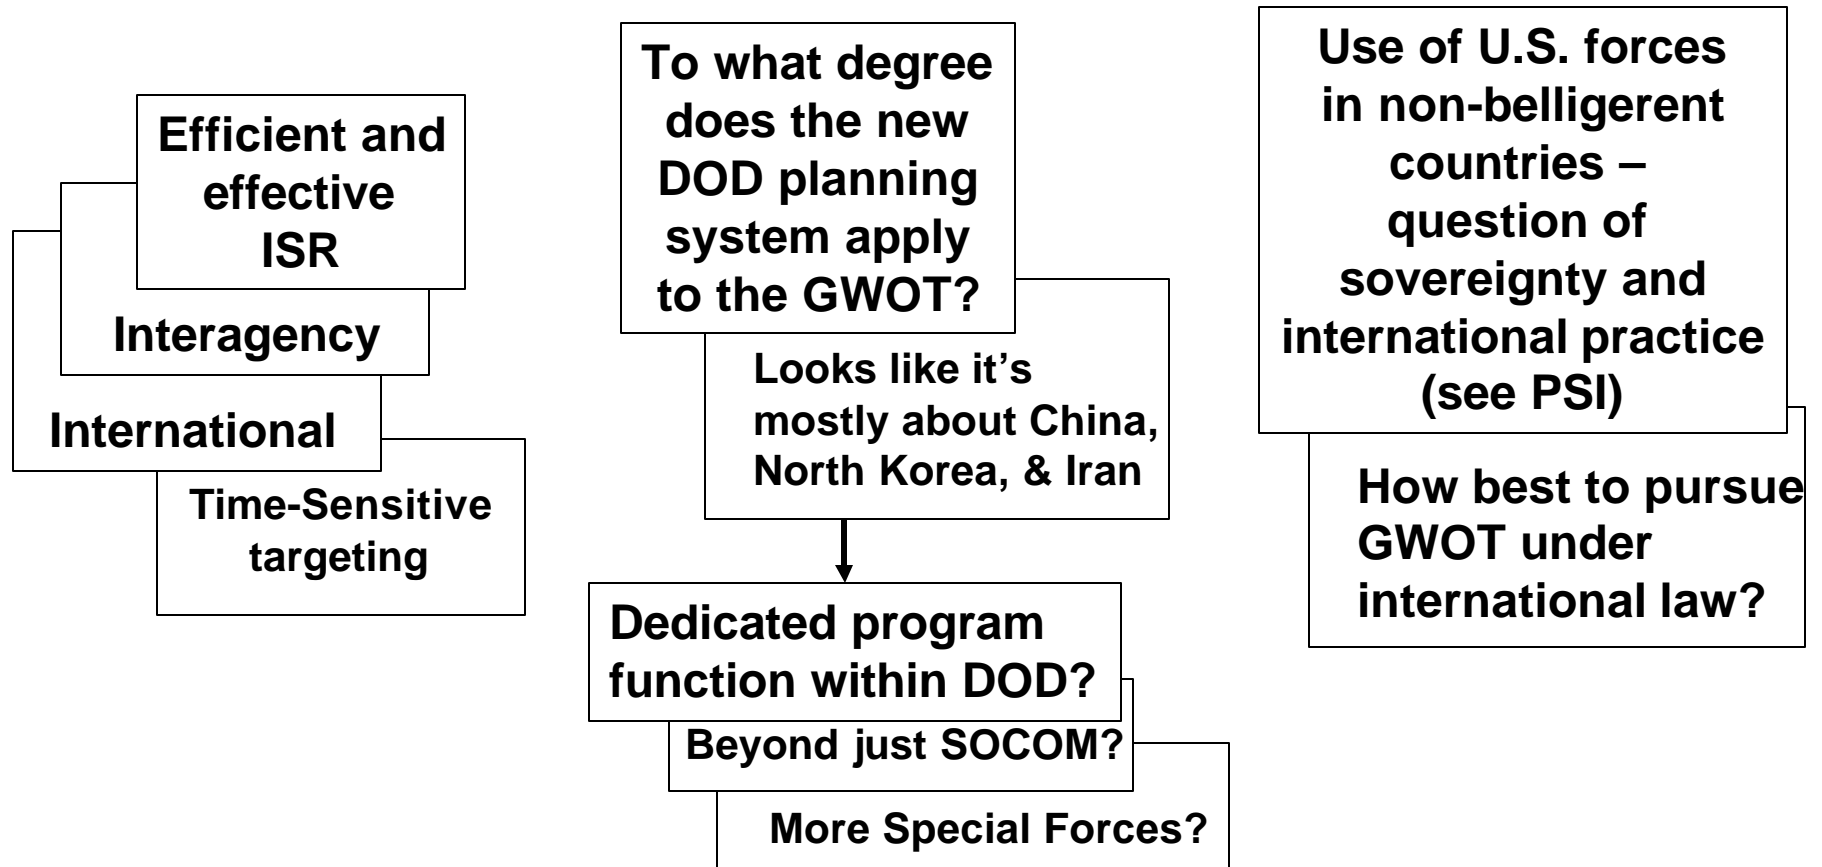 Efficient and
effective
ISR
Interagency
International
Time-Sensitive
targeting
To what degree
does the new
DOD planning
system apply
to the GWOT?
Looks like it’s
mostly about China,
North Korea, & Iran
Dedicated program
function within DOD?
Beyond just SOCOM?
More Special Forces?
Use of U.S. forces
in non-belligerent
countries –
question of
sovereignty and
international practice
(see PSI)
How best to pursue
GWOT under
international law?